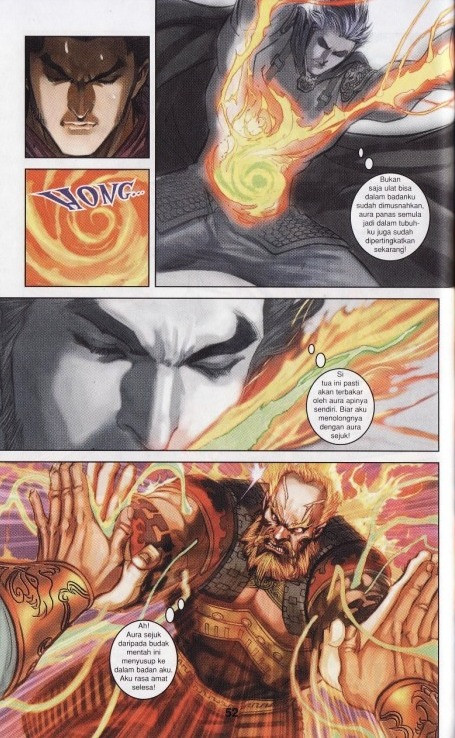 HONG...
Bukan
saja ulat bisa
dalam badanku
sudah dimusnahkan,
aura panas semula
jadi dalam tubuh-
ku juga sudah
dipertingkatkan
sekarang!
Si
tua ini pasti
akan terbakar
oleh aura apinya
sendiri. Biar aku
menolongnya
dengan aura
sejuk!
Ah!
Aura sejuk
daripada budak
mentah ini
menyusup ke
dalam badan aku.
Aku rasa amat
selesa!
52